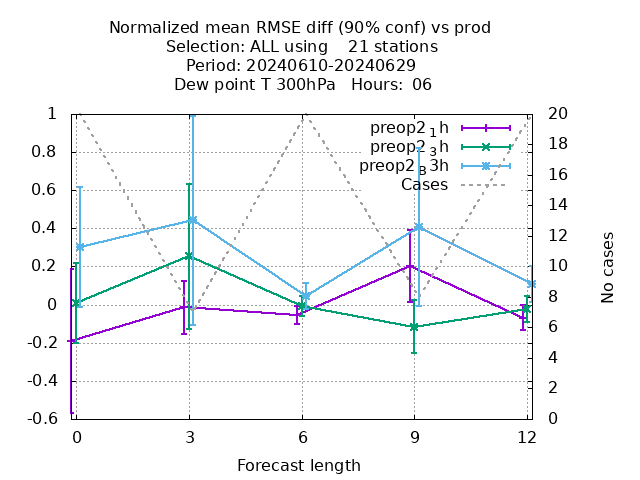 Normalized mean RMSE diff (90% conf) vs prod
Selection: ALL using    21 stations
Period: 20240610-20240629
Dew point T 300hPa   Hours:  06
preop2₁h
preop2₃h
preop2ᵦ3h
Cases
1
0.8
0.6
0.4
0.2
0
-0.2
-0.4
-0.6
20
18
16
14
12
10
8
6
4
2
0
No cases
0 3 6 9 12
Forecast length